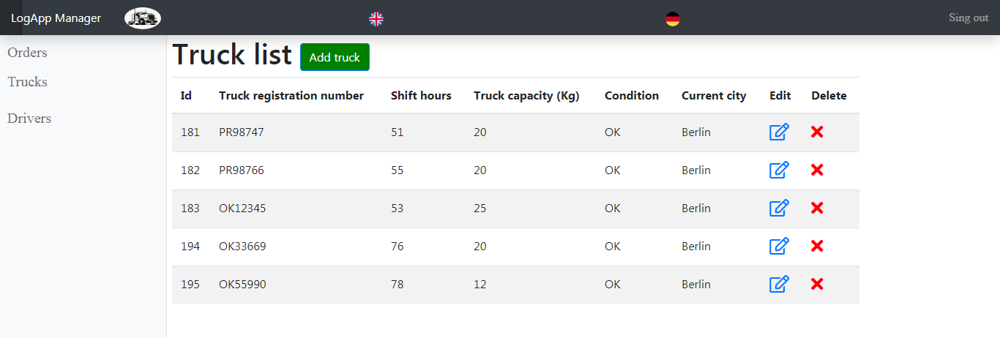 LogApp Manager Sing out
Orders
Trucks
Drivers
Truck list Add truck
Id Truck registration number Shift hours Truck capacity (Kg) Condition Current city Edit Delete
181 PR98747 51 20 OK Berlin
182 PR98766 55 20 OK Berlin
183 OK12345 53 25 OK Berlin
194 OK33669 76 20 OK Berlin
195 OK55990 78 12 OK Berlin